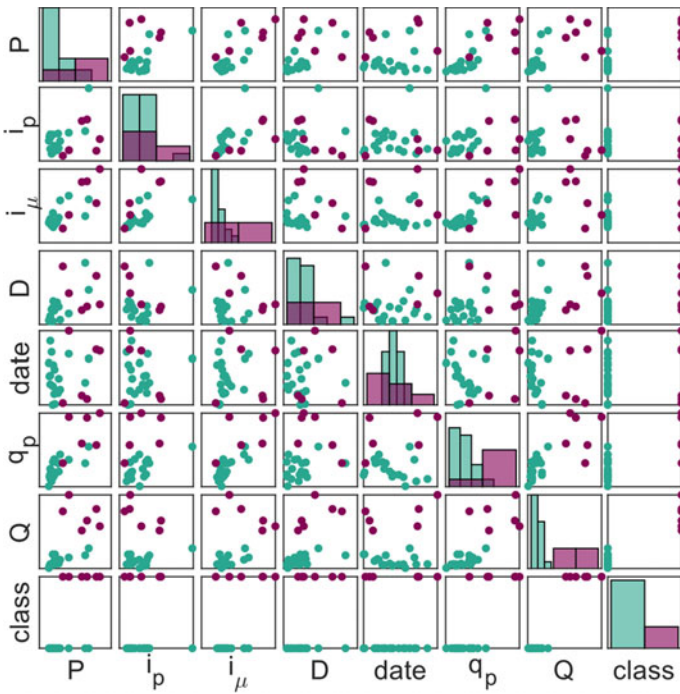 P
i_p
i_μ
D
date
q_p
Q
class
P i_p i_μ D date q_p Q class